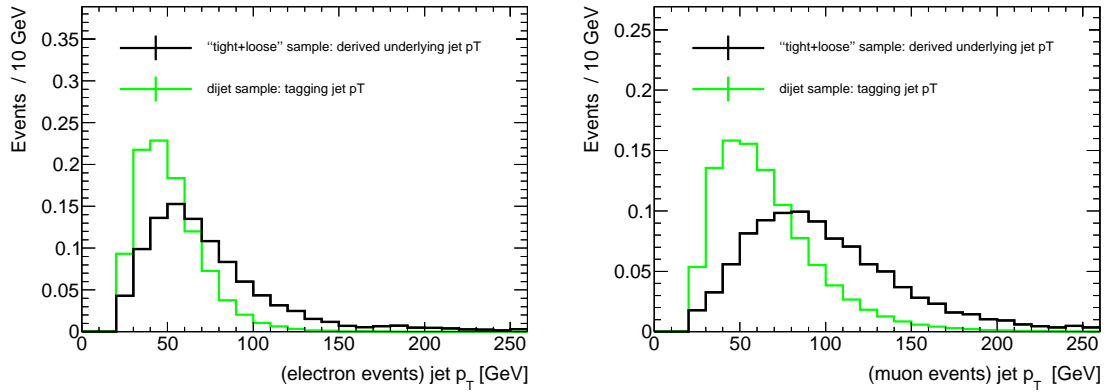 Events / 10 GeV
0.35
0.3
0.25
0.2
0.15
0.1
0.05
0
"tight+loose" sample: derived underlying jet pT
dijet sample: tagging jet pT
0 50 100 150 200 250
(electron events) jet p_T [GeV]
Events / 10 GeV
0.25
0.2
0.15
0.1
0.05
0
"tight+loose" sample: derived underlying jet pT
dijet sample: tagging jet pT
0 50 100 150 200 250
(muon events) jet p_T [GeV]